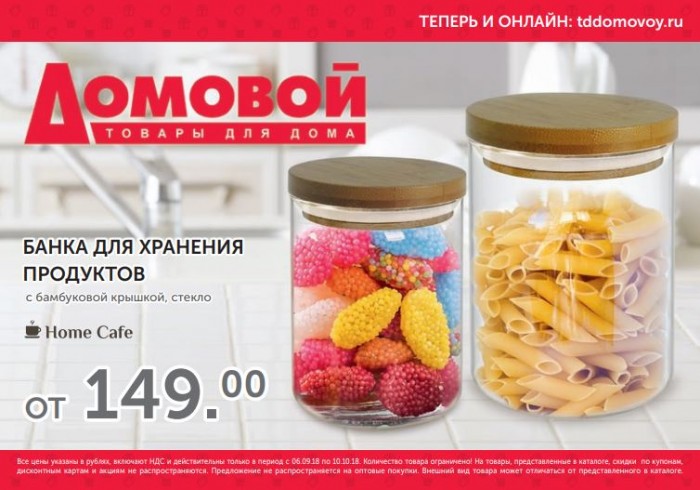 ТЕПЕРЬ И ОНЛАЙН: tddomovoy.ru
ДОМОВОЙ
ТОВАРЫ ДЛЯ ДОМА
БАНКА ДЛЯ ХРАНЕНИЯ
ПРОДУКТОВ
с бамбуковой крышкой, стекло
Home Cafe
от 149.00
Все цены указаны в рублях, включают НДС и действительны только в период с 06.09.18 по 10.10.18. Количество товара ограничено! На товары, представленные в каталоге, скидки по купонам,
дисконтным картам и акциям не распространяются. Предложение не распространяется на оптовые покупки. Внешний вид товара может отличаться от представленного в каталоге.